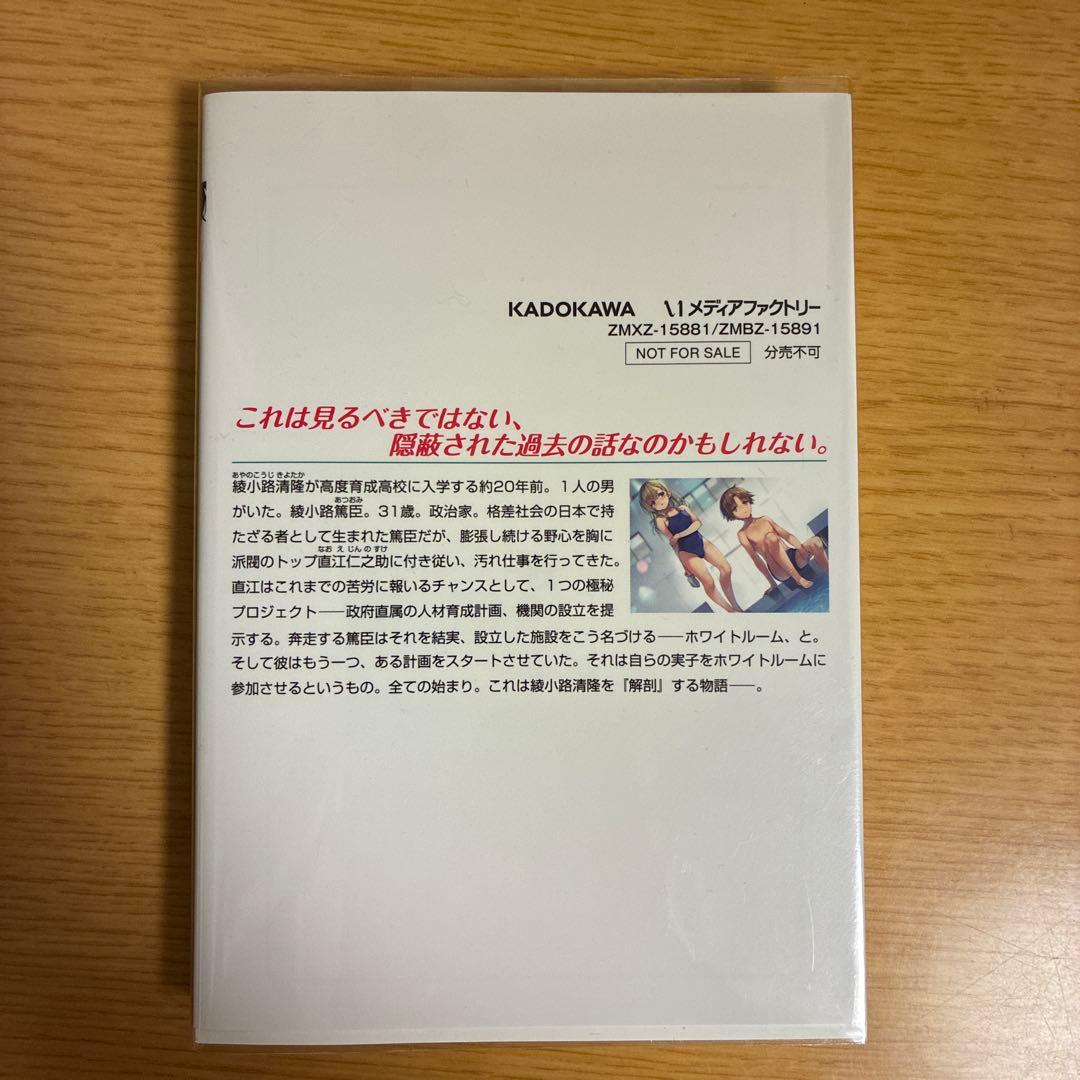 KADOKAWA メディアファクトリー
ZMXZ-15881/ZMBZ-15891
NOT FOR SALE 分売不可
これは見るべきではない、
隠蔽された過去の話なのかもしれない。
あやのこうじ きよたか
綾小路清隆が高度育成高校に入学する約20年前。1人の男
あつおみ
がいた。綾小路篤臣。31歳。政治家。格差社会の日本で持
たざる者として生まれた篤臣だが、膨張し続ける野心を胸に
なお え じん の すけ
派閥のトップ直江仁之助に付き従い、汚れ仕事を行ってきた。
直江はこれまでの苦労に報いるチャンスとして、1つの極秘
プロジェクト──政府直属の人材育成計画、機関の設立を提
示する。奔走する篤臣はそれを結実、設立した施設をこう名づける──ホワイトルーム、と。
そして彼はもう一つ、ある計画をスタートさせていた。それは自らの実子をホワイトルームに
参加させるというもの。全ての始まり。これは綾小路清隆を『解剖』する物語──。